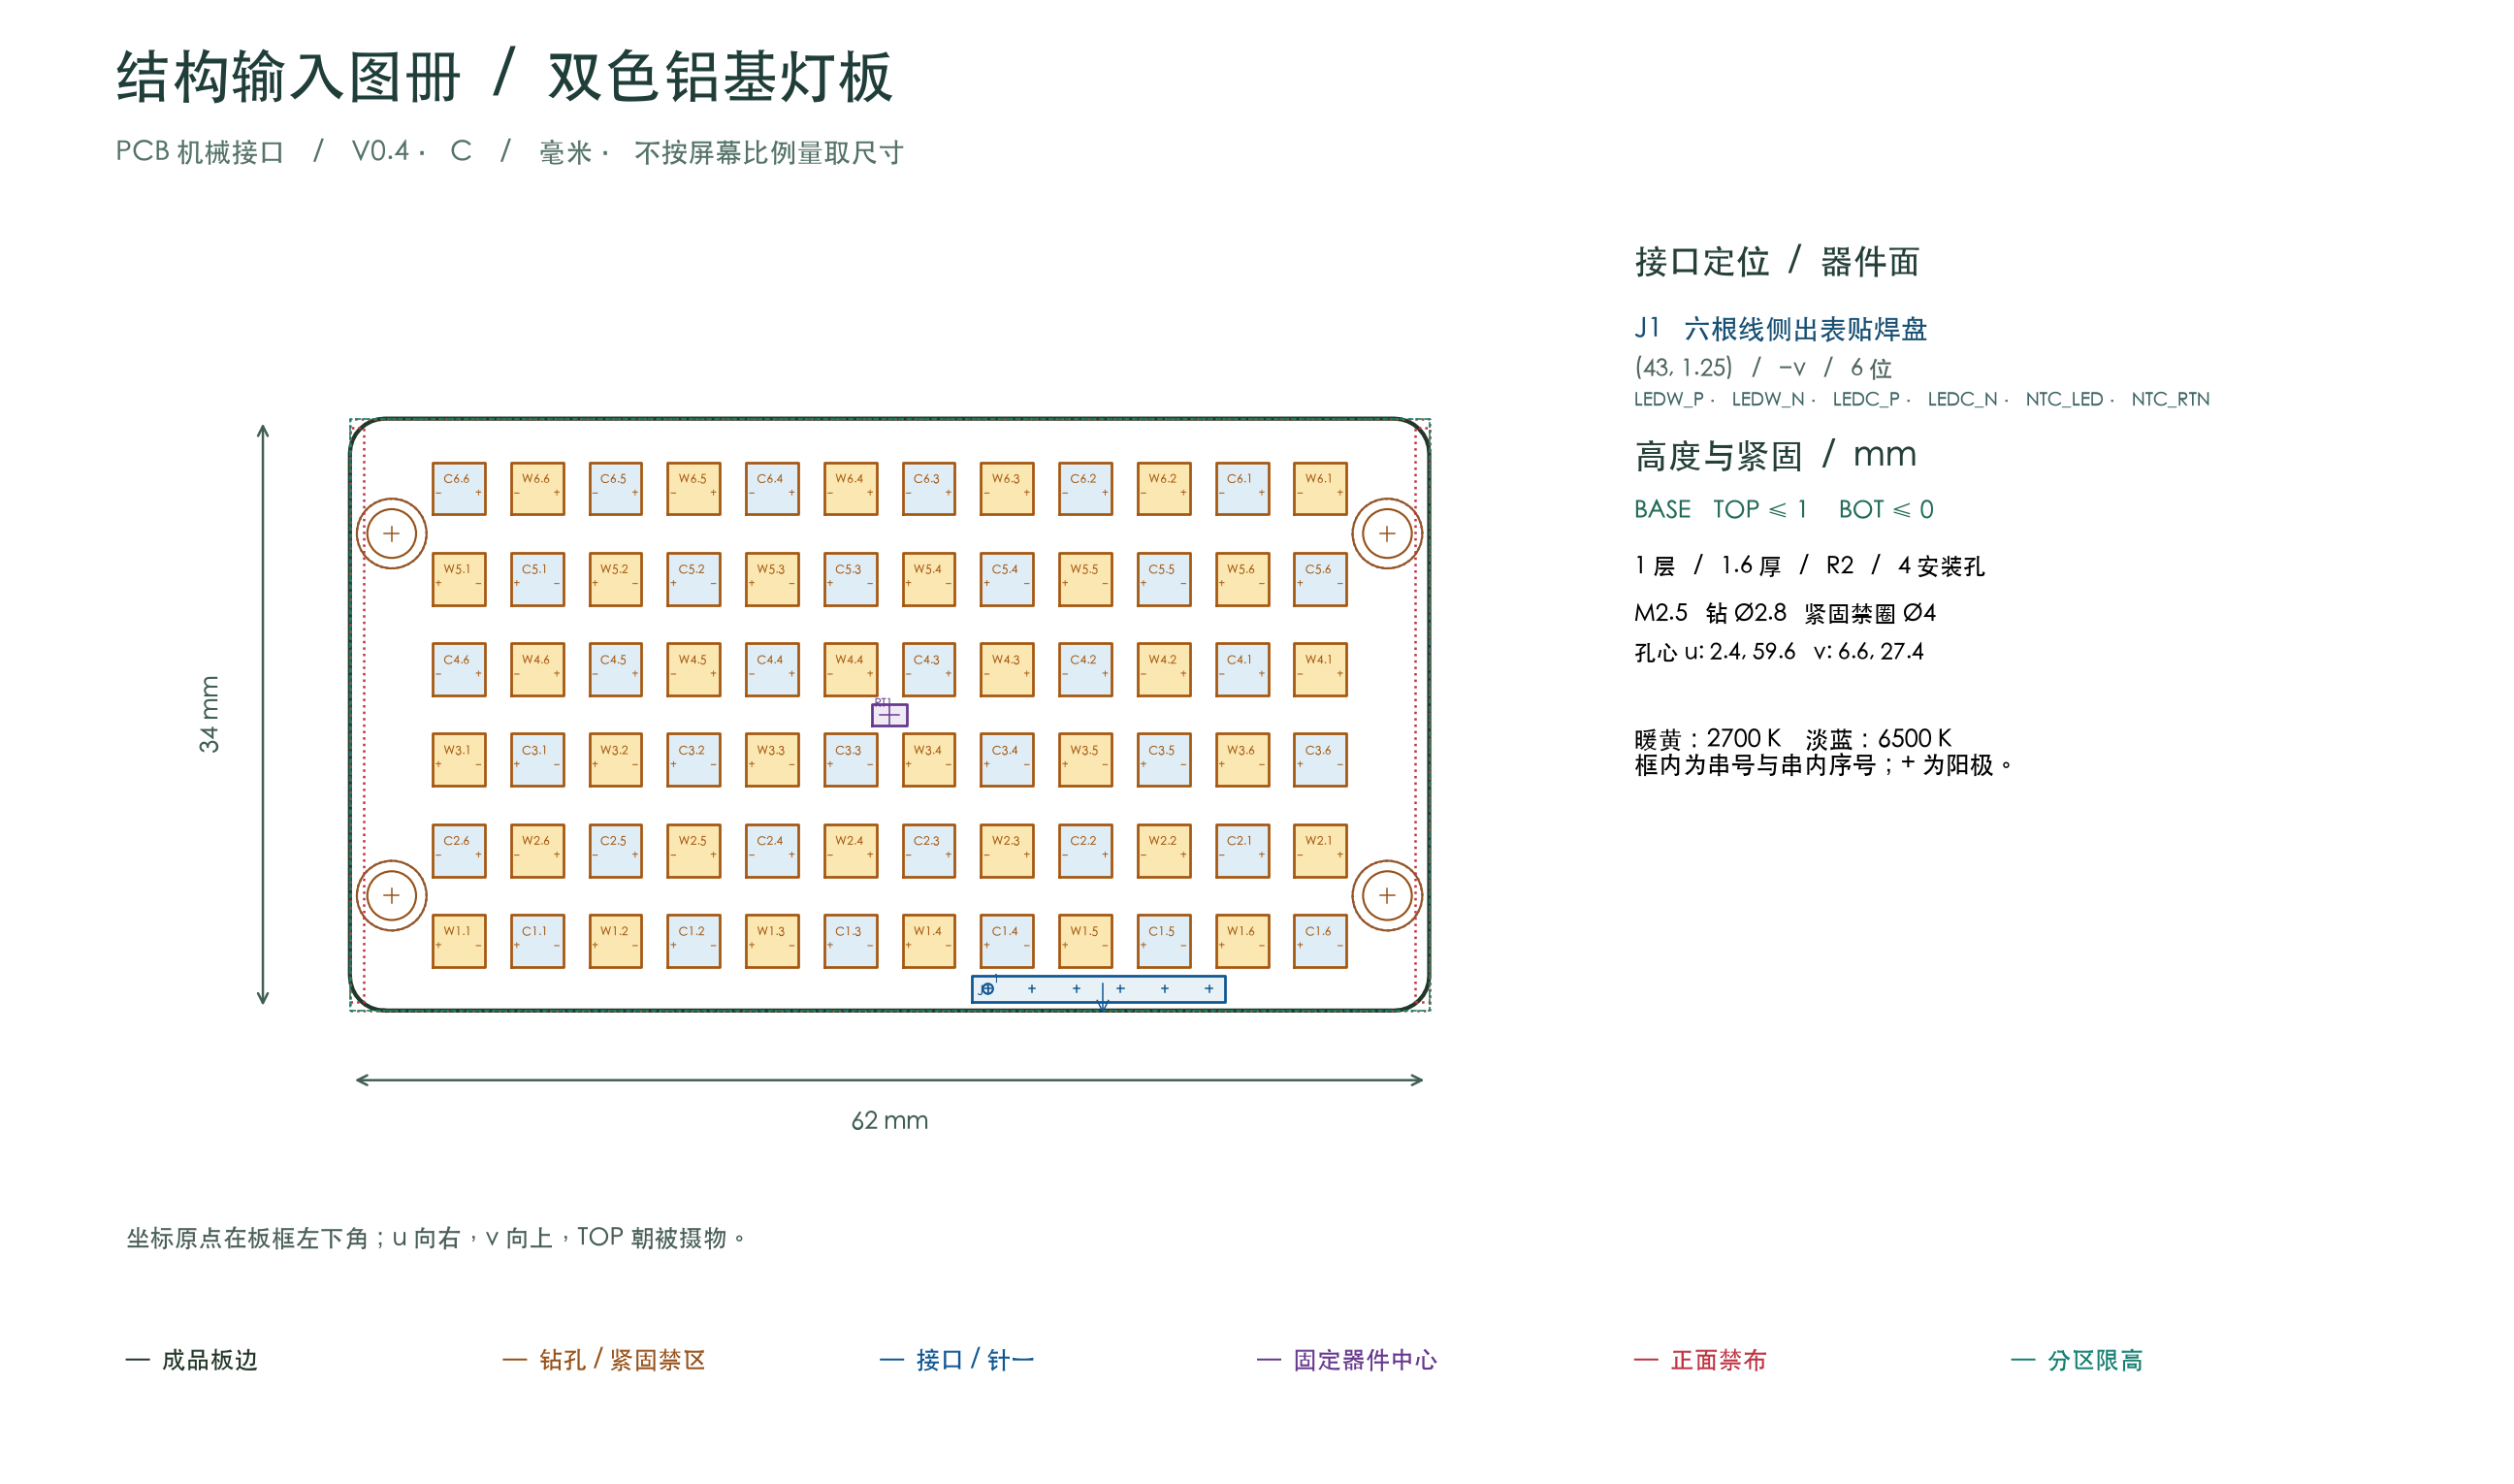 结构输入图册 / 双色铝基灯板
PCB 机械接口 / V0.4 · C / 毫米 · 不按屏幕比例量取尺寸
接口定位 / 器件面
J1 六根线侧出表贴焊盘
(43, 1.25) / −v / 6 位
LEDW_P · LEDW_N · LEDC_P · LEDC_N · NTC_LED · NTC_RTN
高度与紧固 / mm
BASE TOP ≤ 1 BOT ≤ 0
1 层 / 1.6 厚 / R2 / 4 安装孔
M2.5 钻 Ø2.8 紧固禁圈 Ø4
孔心 u: 2.4, 59.6 v: 6.6, 27.4
暖黄：2700 K 淡蓝：6500 K
框内为串号与串内序号；+ 为阳极。
C6.6 W6.6 C6.5 W6.5 C6.4 W6.4 C6.3 W6.3 C6.2 W6.2 C6.1 W6.1
− + − + − + − + − + − + − + − + − + − + − + − +
W5.1 C5.1 W5.2 C5.2 W5.3 C5.3 W5.4 C5.4 W5.5 C5.5 W5.6 C5.6
+ − + − + − + − + − + − + − + − + − + − + − + −
C4.6 W4.6 C4.5 W4.5 C4.4 W4.4 C4.3 W4.3 C4.2 W4.2 C4.1 W4.1
− + − + − + − + − + − + − + − + − + − + − + − +
RT1
W3.1 C3.1 W3.2 C3.2 W3.3 C3.3 W3.4 C3.4 W3.5 C3.5 W3.6 C3.6
+ − + − + − + − + − + − + − + − + − + − + − + −
C2.6 W2.6 C2.5 W2.5 C2.4 W2.4 C2.3 W2.3 C2.2 W2.2 C2.1 W2.1
− + − + − + − + − + − + − + − + − + − + − + − +
W1.1 C1.1 W1.2 C1.2 W1.3 C1.3 W1.4 C1.4 W1.5 C1.5 W1.6 C1.6
+ − + − + − + − + − + − + − + − + − + − + − + −
1
34 mm
62 mm
坐标原点在板框左下角；u 向右，v 向上，TOP 朝被摄物。
成品板边
钻孔 / 紧固禁区
接口 / 针一
固定器件中心
正面禁布
分区限高